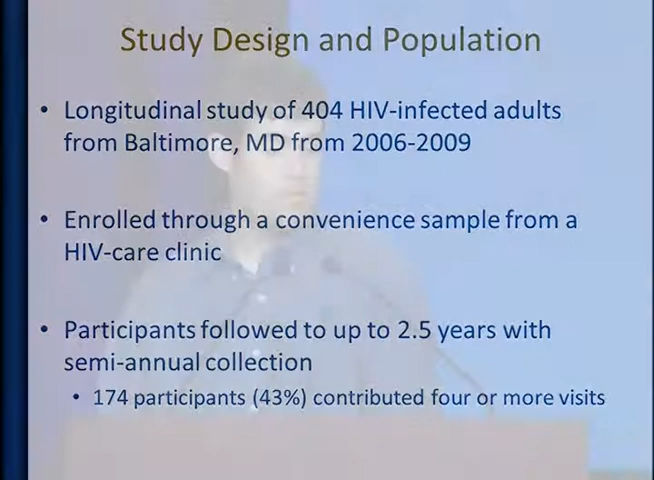 Study Design and Population
• Longitudinal study of 404 HIV-infected adults
from Baltimore, MD from 2006-2009
• Enrolled through a convenience sample from a
HIV-care clinic
• Participants followed to up to 2.5 years with
semi-annual collection
• 174 participants (43%) contributed four or more visits